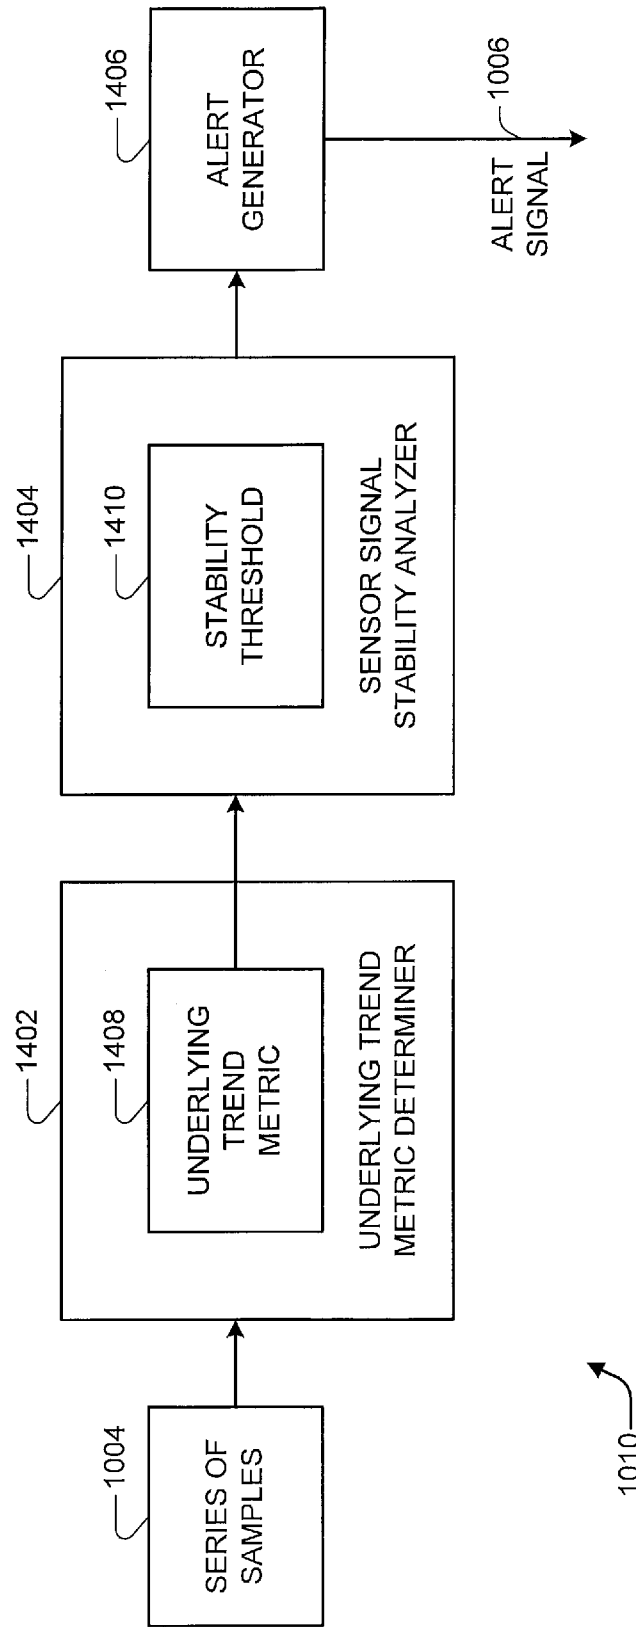 1004
SERIES OF
SAMPLES
1402
1408
UNDERLYING
TREND
METRIC
UNDERLYING TREND
METRIC DETERMINER
1404
1410
STABILITY
THRESHOLD
SENSOR SIGNAL
STABILITY ANALYZER
1406
ALERT
GENERATOR
ALERT
SIGNAL
1006
1010